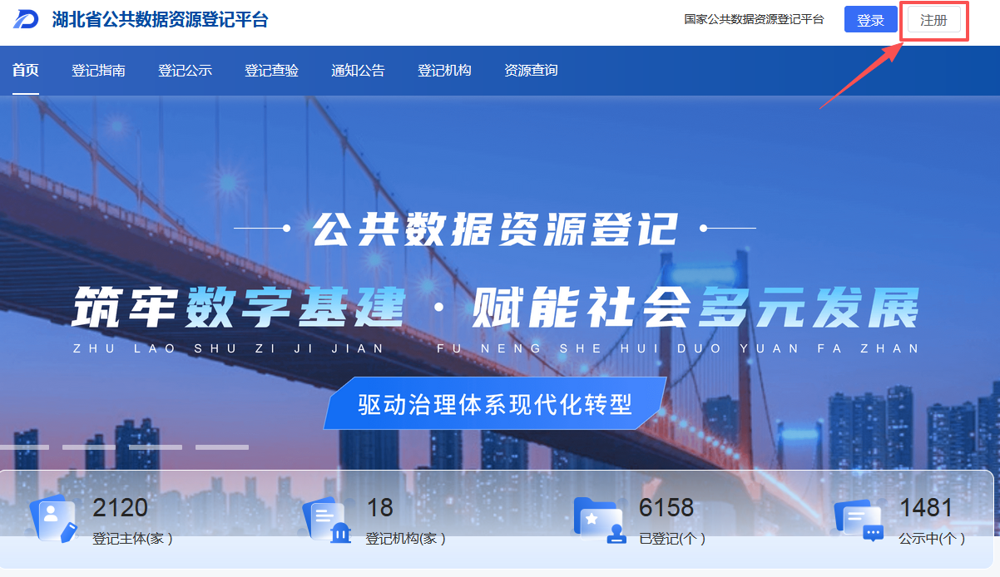 湖北省公共数据资源登记平台
国家公共数据资源登记平台 登录 注册
首页 登记指南 登记公示 登记查验 通知公告 登记机构 资源查询
公共数据资源登记
筑牢数字基建 · 赋能社会多元发展
ZHU LAO SHU ZI JI JIAN FU NENG SHE HUI DUO YUAN FA ZHAN
驱动治理体系现代化转型
2120
登记主体(家)
18
登记机构(家)
6158
已登记(个)
1481
公示中(个)